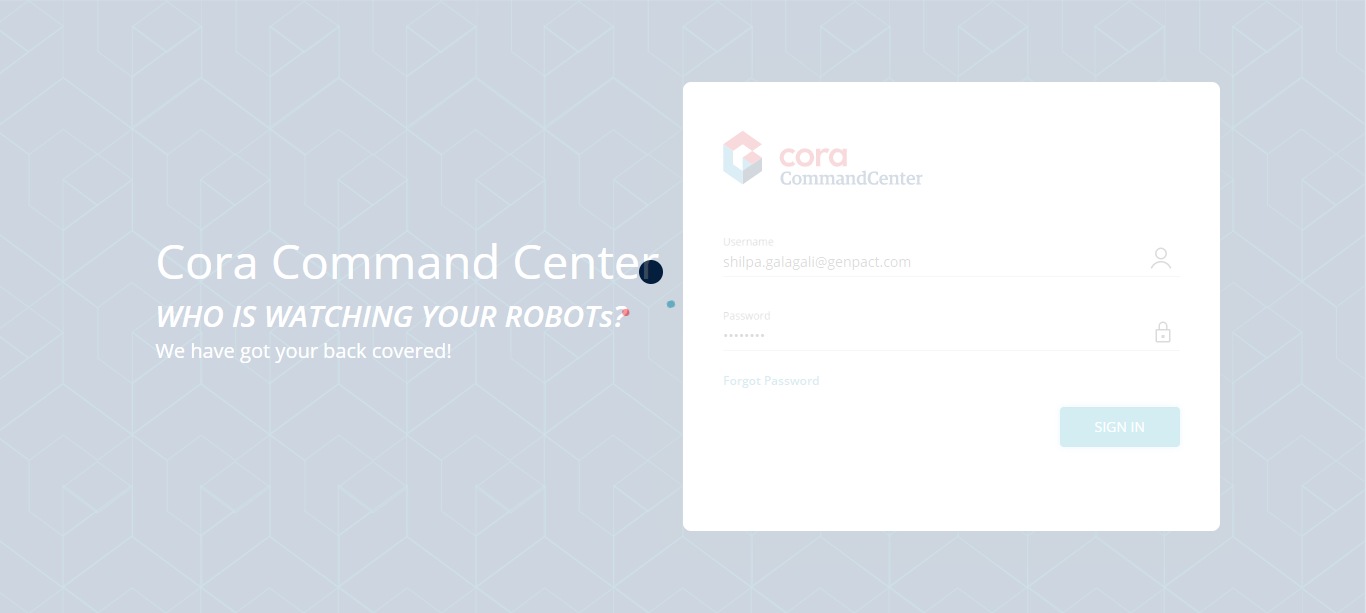 Cora Command Center
WHO IS WATCHING YOUR ROBOTs?
We have got your back covered!
cora
CommandCenter
Username
shilpa.galagali@genpact.com
Password
••••••••
Forgot Password
SIGN IN